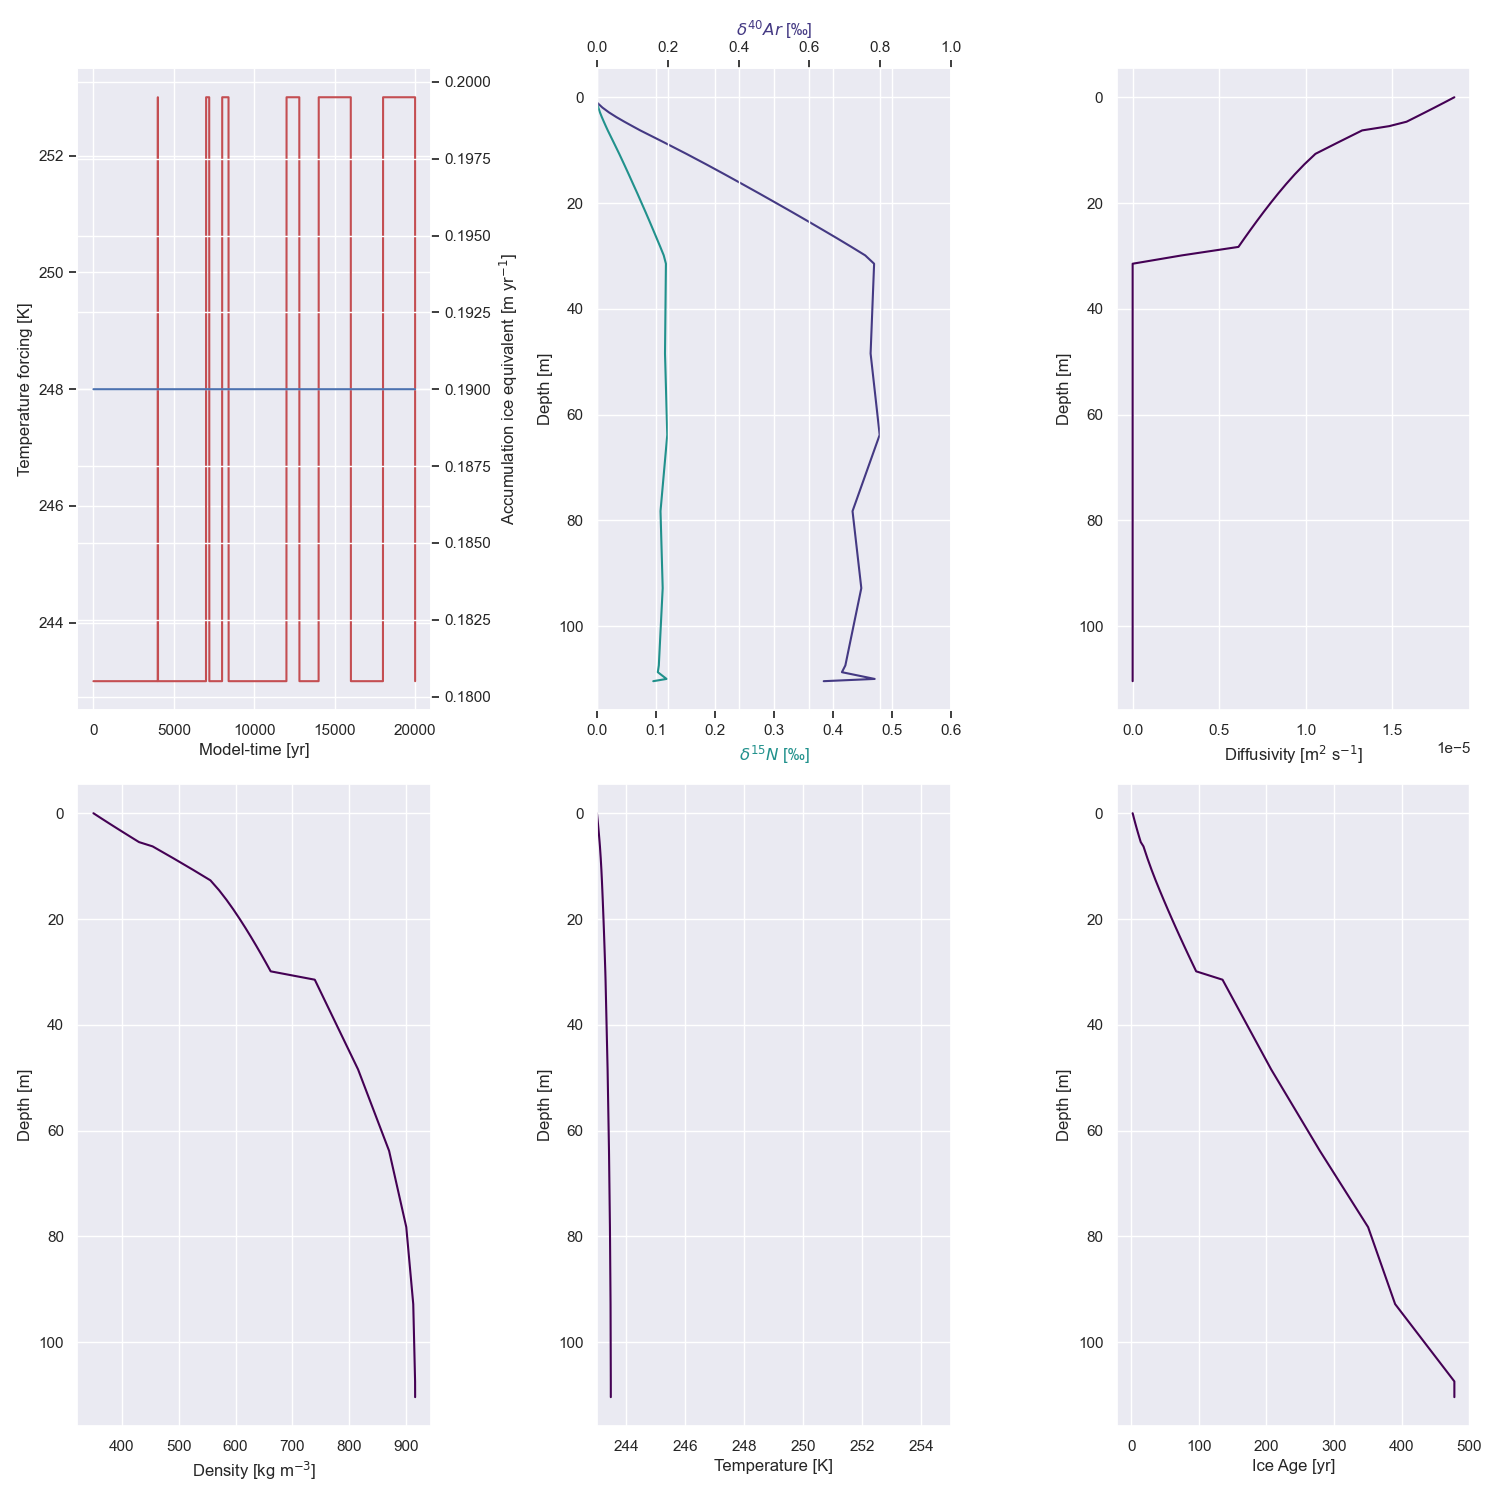 δ⁴⁰Ar [‰]
0.0 0.2 0.4 0.6 0.8 1.0
252
250
248
246
244
Temperature forcing [K]
0.2000
0.1975
0.1950
0.1925
0.1900
0.1875
0.1850
0.1825
0.1800
Accumulation ice equivalent [m yr⁻¹]
0 5000 10000 15000 20000
Model-time [yr]
0
20
40
60
80
100
Depth [m]
0.0 0.1 0.2 0.3 0.4 0.5 0.6
δ¹⁵N [‰]
0
20
40
60
80
100
Depth [m]
0.0 0.5 1.0 1.5
1e−5
Diffusivity [m² s⁻¹]
0
20
40
60
80
100
Depth [m]
400 500 600 700 800 900
Density [kg m⁻³]
0
20
40
60
80
100
Depth [m]
244 246 248 250 252 254
Temperature [K]
0
20
40
60
80
100
Depth [m]
0 100 200 300 400 500
Ice Age [yr]